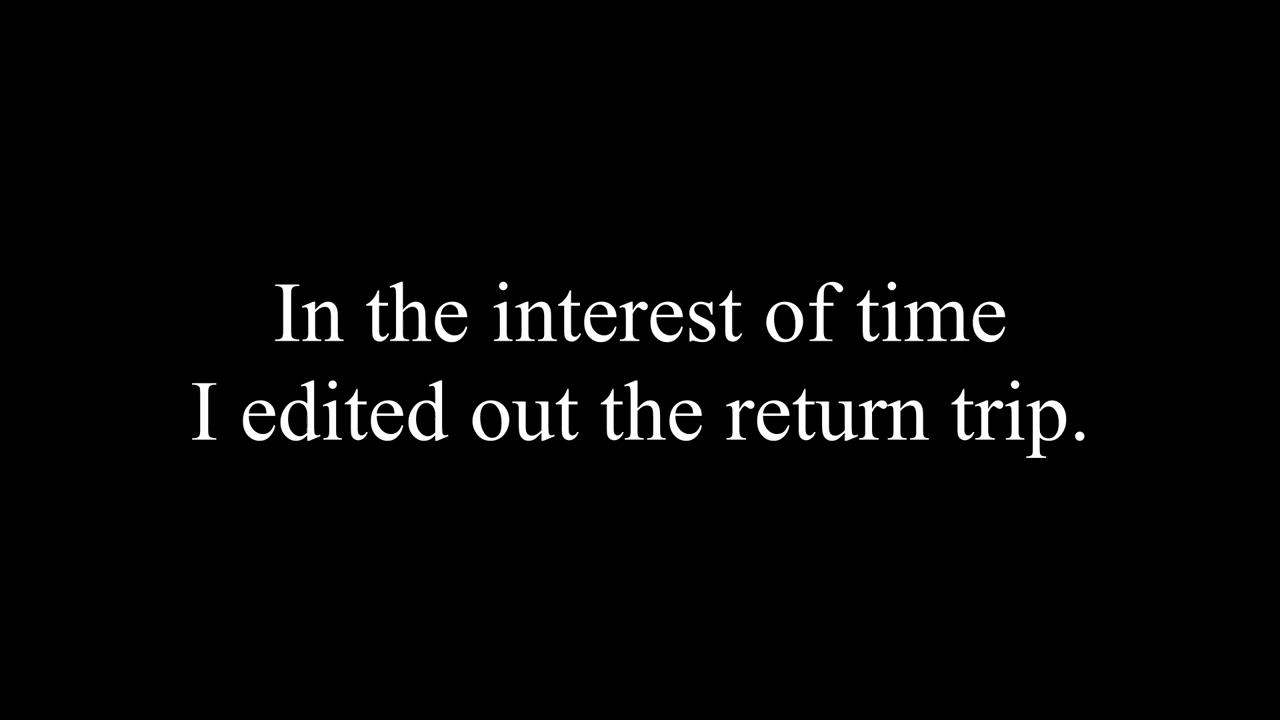 In the interest of time
I edited out the return trip.